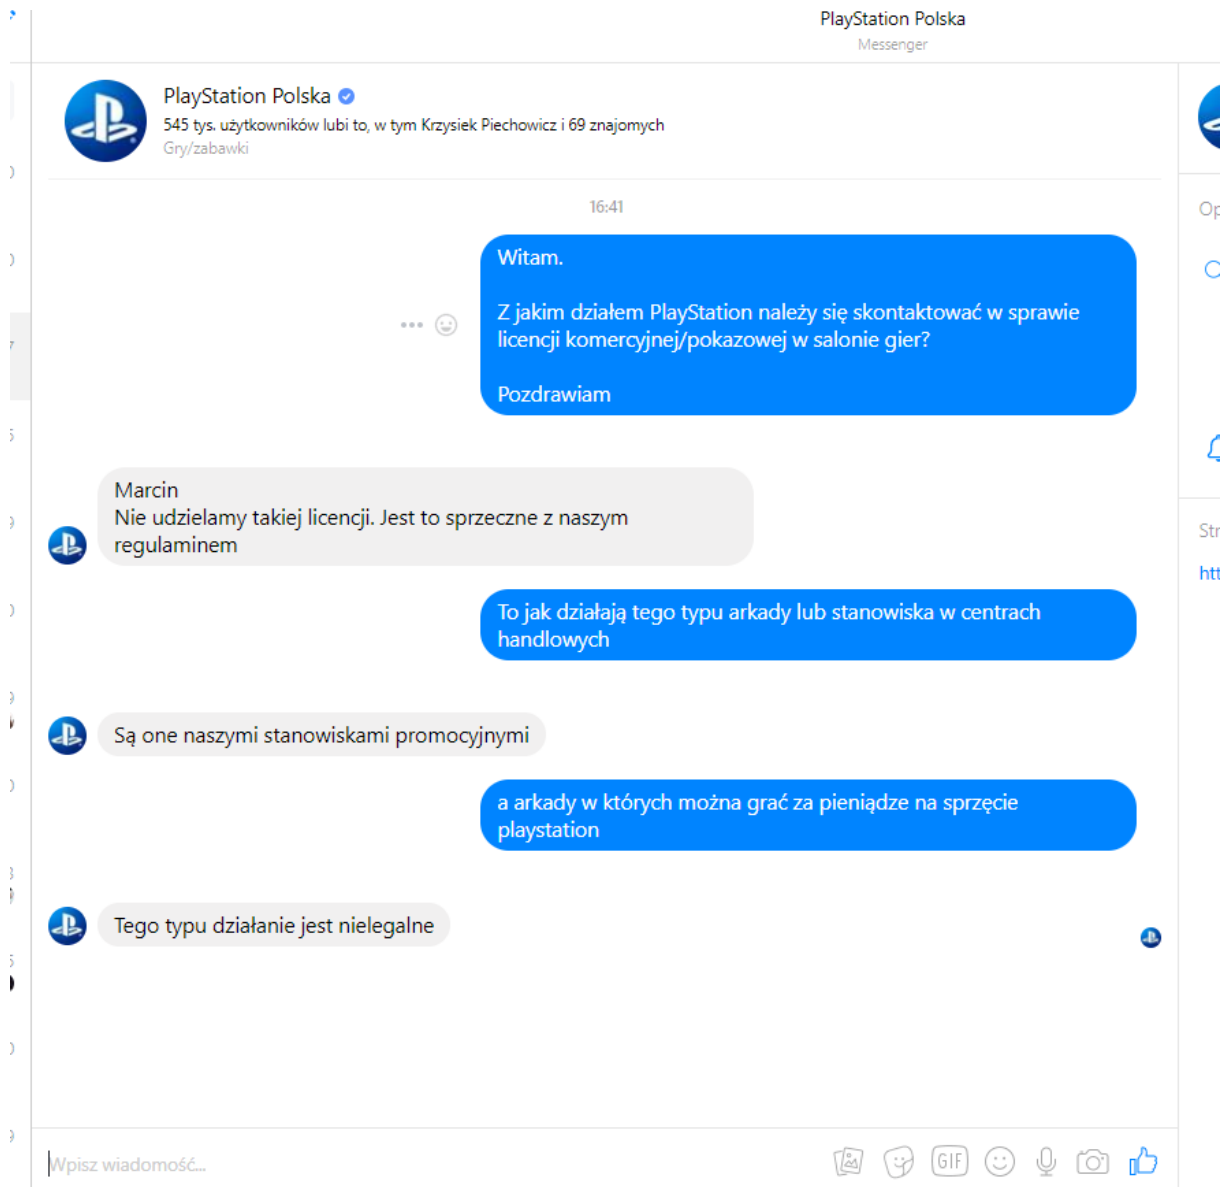 PlayStation Polska
Messenger
PlayStation Polska
545 tys. użytkowników lubi to, w tym Krzysiek Piechowicz i 69 znajomych
Gry/zabawki
16:41
Witam.
Z jakim działem PlayStation należy się skontaktować w sprawie
licencji komercyjnej/pokazowej w salonie gier?
Pozdrawiam
Marcin
Nie udzielamy takiej licencji. Jest to sprzeczne z naszym
regulaminem
To jak działają tego typu arkady lub stanowiska w centrach
handlowych
Są one naszymi stanowiskami promocyjnymi
a arkady w których można grać za pieniądze na sprzęcie
playstation
Tego typu działanie jest nielegalne
Wpisz wiadomość...
GIF